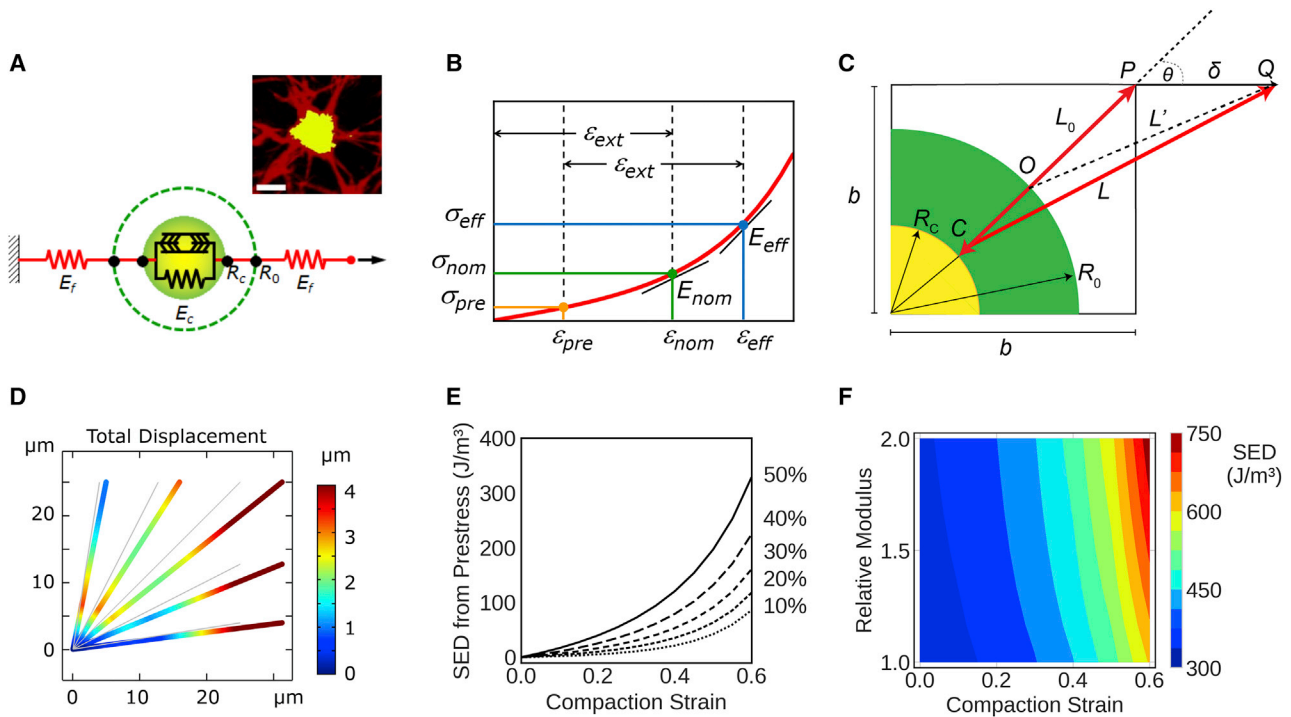 A
E_f
E_c
R_c
R_0
E_f
B
ε_ext
ε_ext
σ_eff
σ_nom
σ_pre
E_eff
E_nom
ε_pre
ε_nom
ε_eff
C
P
θ
δ
Q
L_0
L'
O
L
b
R_C
C
R_0
b
D
Total Displacement
μm
μm
20
10
0
0
20
μm
4
3
2
1
0
E
SED from Prestress (J/m³)
400
300
200
100
0
50%
40%
30%
20%
10%
0.0
0.2
0.4
0.6
Compaction Strain
F
Relative Modulus
2.0
1.5
1.0
0.0
0.2
0.4
0.6
Compaction Strain
750
600
450
300
SED
(J/m³)